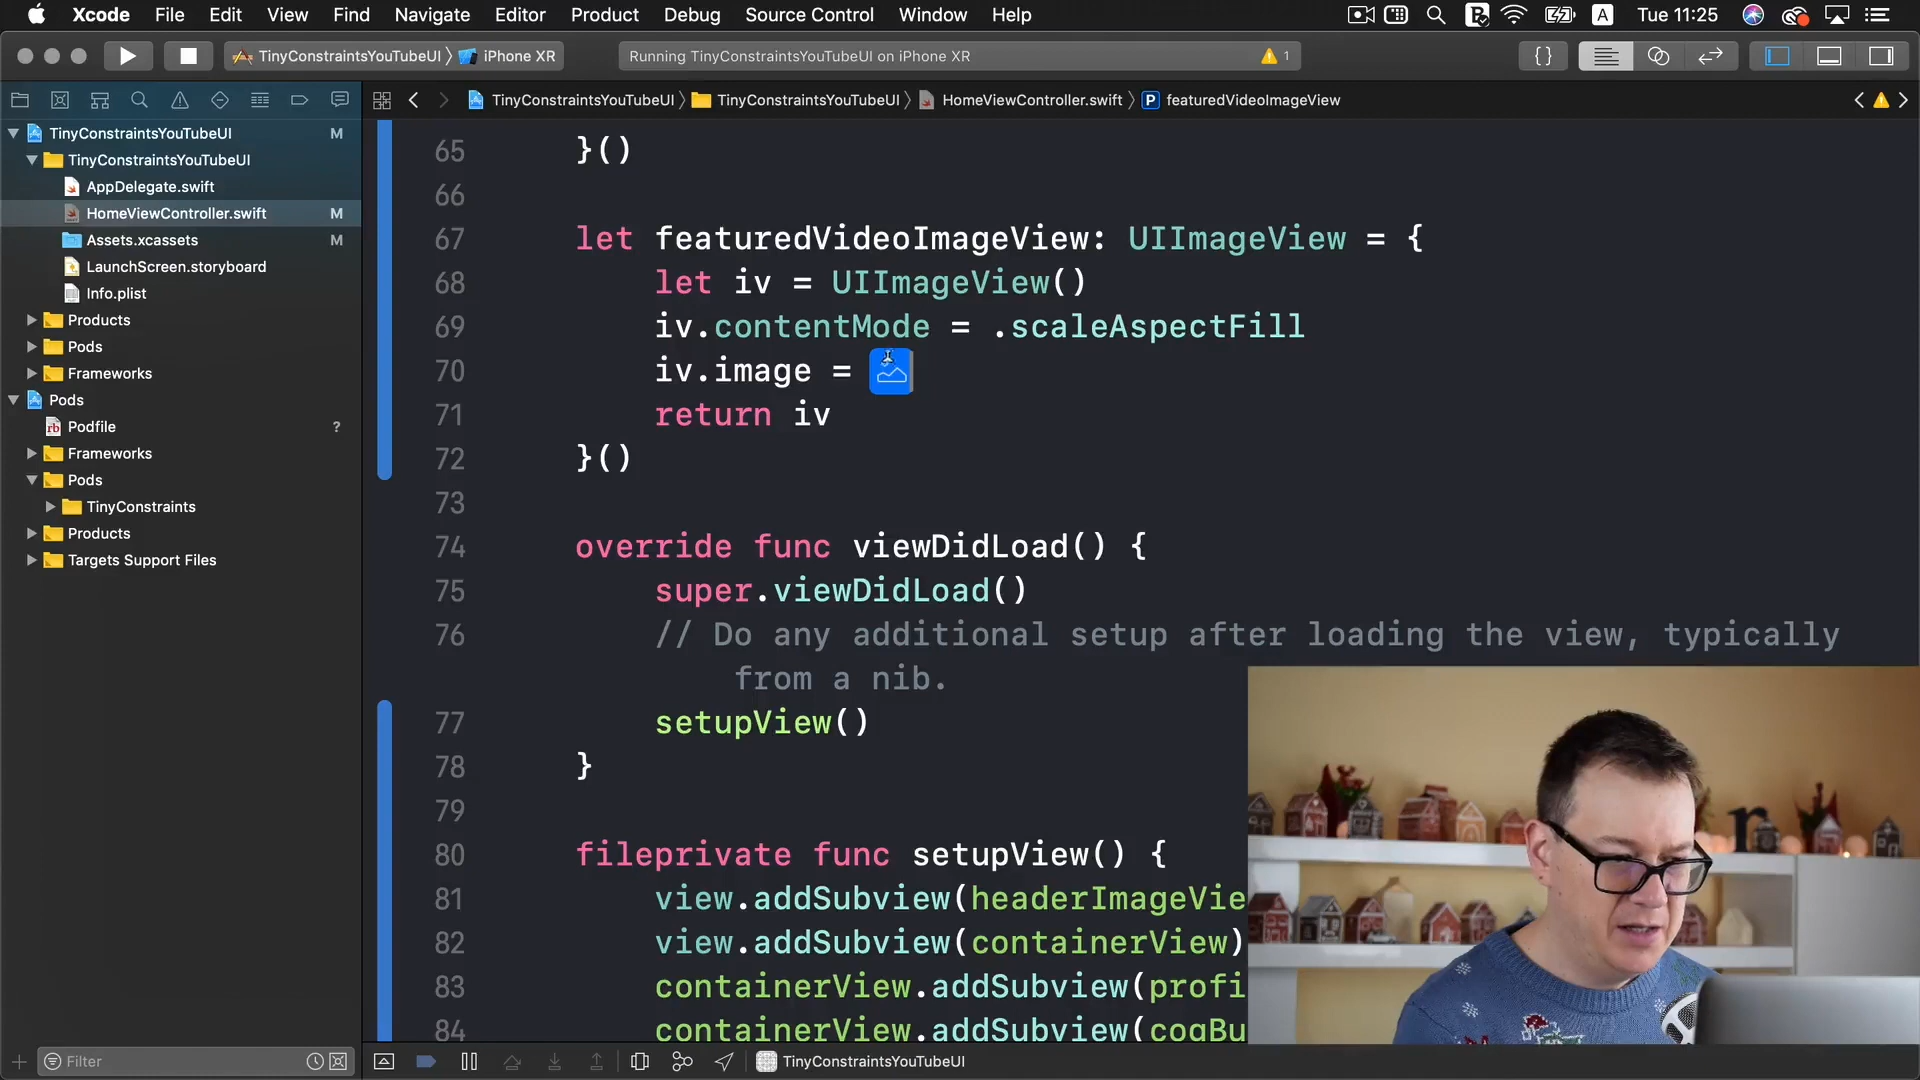 Xcode File Edit View Find Navigate Editor Product Debug Source Control Window Help A Tue 11:25
TinyConstraintsYouTubeUI iPhone XR Running TinyConstraintsYouTubeUI on iPhone XR 1 {}
TinyConstraintsYouTubeUI TinyConstraintsYouTubeUI HomeViewController.swift P featuredVideoImageView
TinyConstraintsYouTubeUI M
TinyConstraintsYouTubeUI
AppDelegate.swift
HomeViewController.swift M
Assets.xcassets M
LaunchScreen.storyboard
Info.plist
Products
Pods
Frameworks
Pods
rb Podfile ?
Frameworks
Pods
TinyConstraints
Products
Targets Support Files
65 }()
66
67 let featuredVideoImageView: UIImageView = {
68 let iv = UIImageView()
69 iv.contentMode = .scaleAspectFill
70 iv.image =
71 return iv
72 }()
73
74 override func viewDidLoad() {
75 super.viewDidLoad()
76 // Do any additional setup after loading the view, typically
from a nib.
77 setupView()
78 }
79
80 fileprivate func setupView() {
81 view.addSubview(headerImageVie
82 view.addSubview(containerView)
83 containerView.addSubview(profi
84 containerView.addSubview(cogBu
Filter
TinyConstraintsYouTubeUI